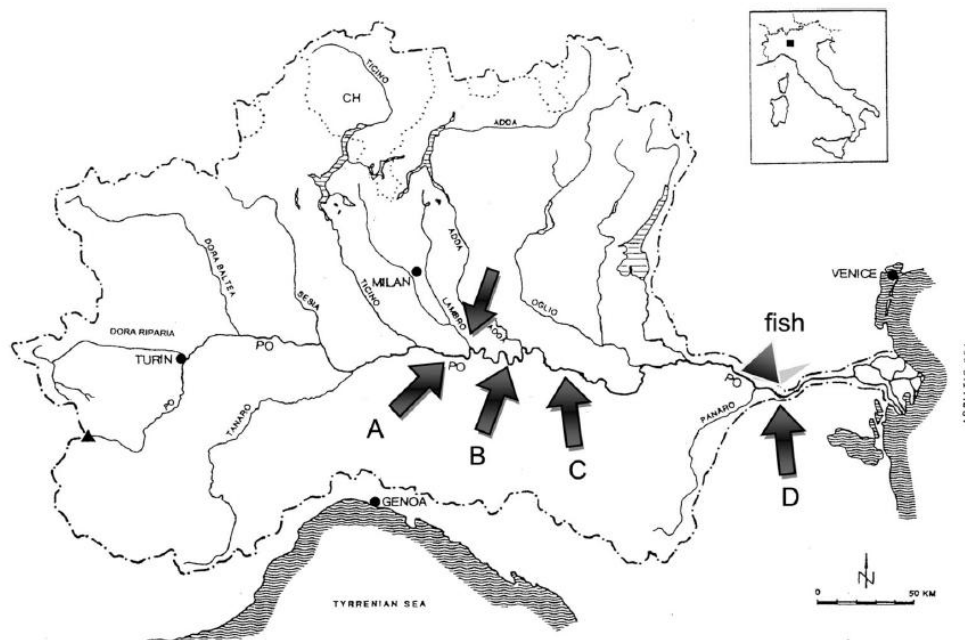 TICINO
CH
ADDA
DORA BALTEA
SESIA
TICINO
MILAN
LAMBRO
ADDA
ADDA
OGLIO
VENICE
DORA RIPARIA
TURIN
PO
PO
TANARO
PO
A
B
C
fish
PO
PANARO
D
GENOA
TYRRENIAN SEA
N
0 50 KM